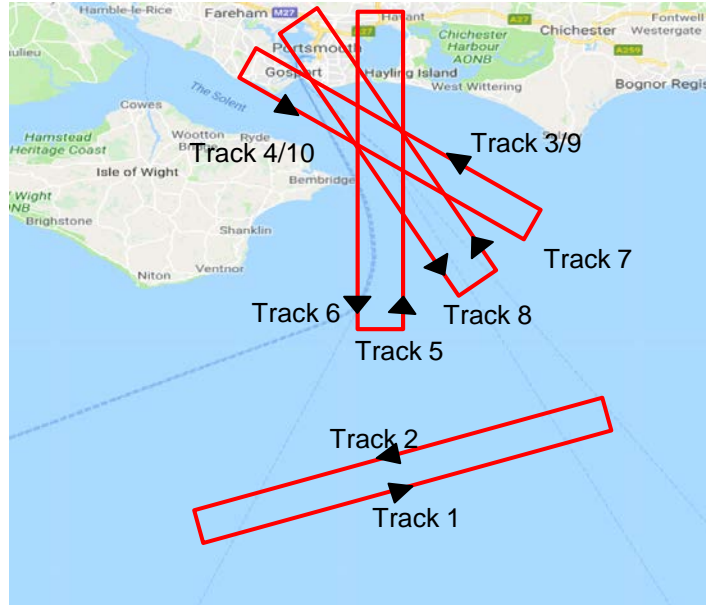 Hamble-le-Rice
Fareham M27
Havant
A27
Fontwell
Westergate
Chichester
Chichester
Harbour
AONB
A259
Portsmouth
Gosport
Hayling Island
West Wittering
Bognor Regis
Beaulieu
The Solent
Cowes
Hamstead
Heritage Coast
Wootton
Bridge
Ryde
Track 4/10
Track 3/9
Isle of Wight
Bembridge
Brighstone
Shanklin
Niton
Ventnor
Track 7
Track 6
Track 8
Track 5
Track 2
Track 1